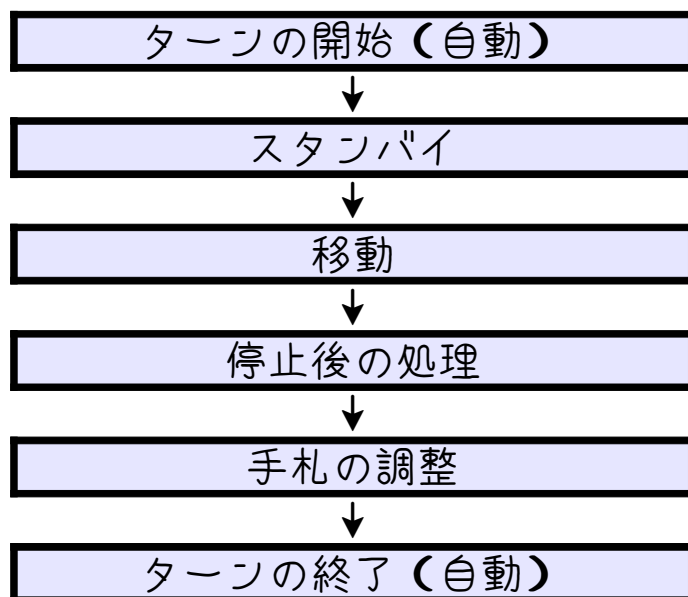 ターンの開始（自動）
スタンバイ
移動
停止後の処理
手札の調整
ターンの終了（自動）